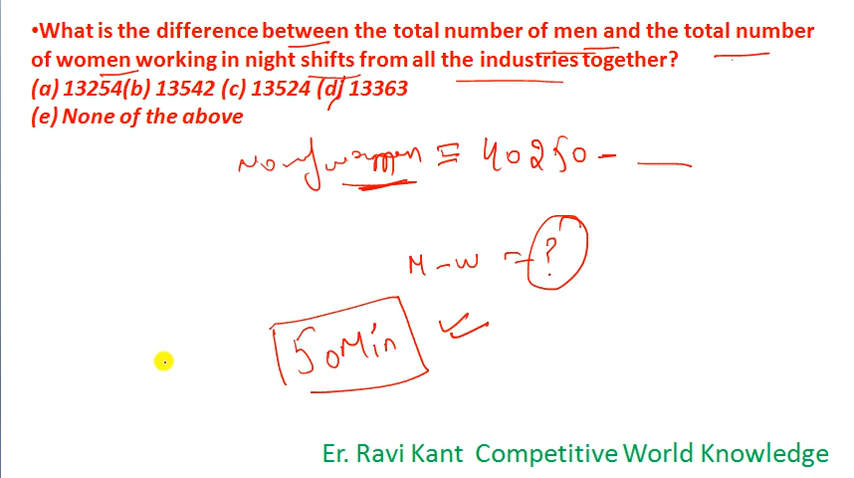 •What is the difference between the total number of men and the total number
of women working in night shifts from all the industries together?
(a) 13254(b) 13542 (c) 13524 (d) 13363
(e) None of the above
No of women = 40250 -
M - W = ?
50 Min
Er. Ravi Kant Competitive World Knowledge